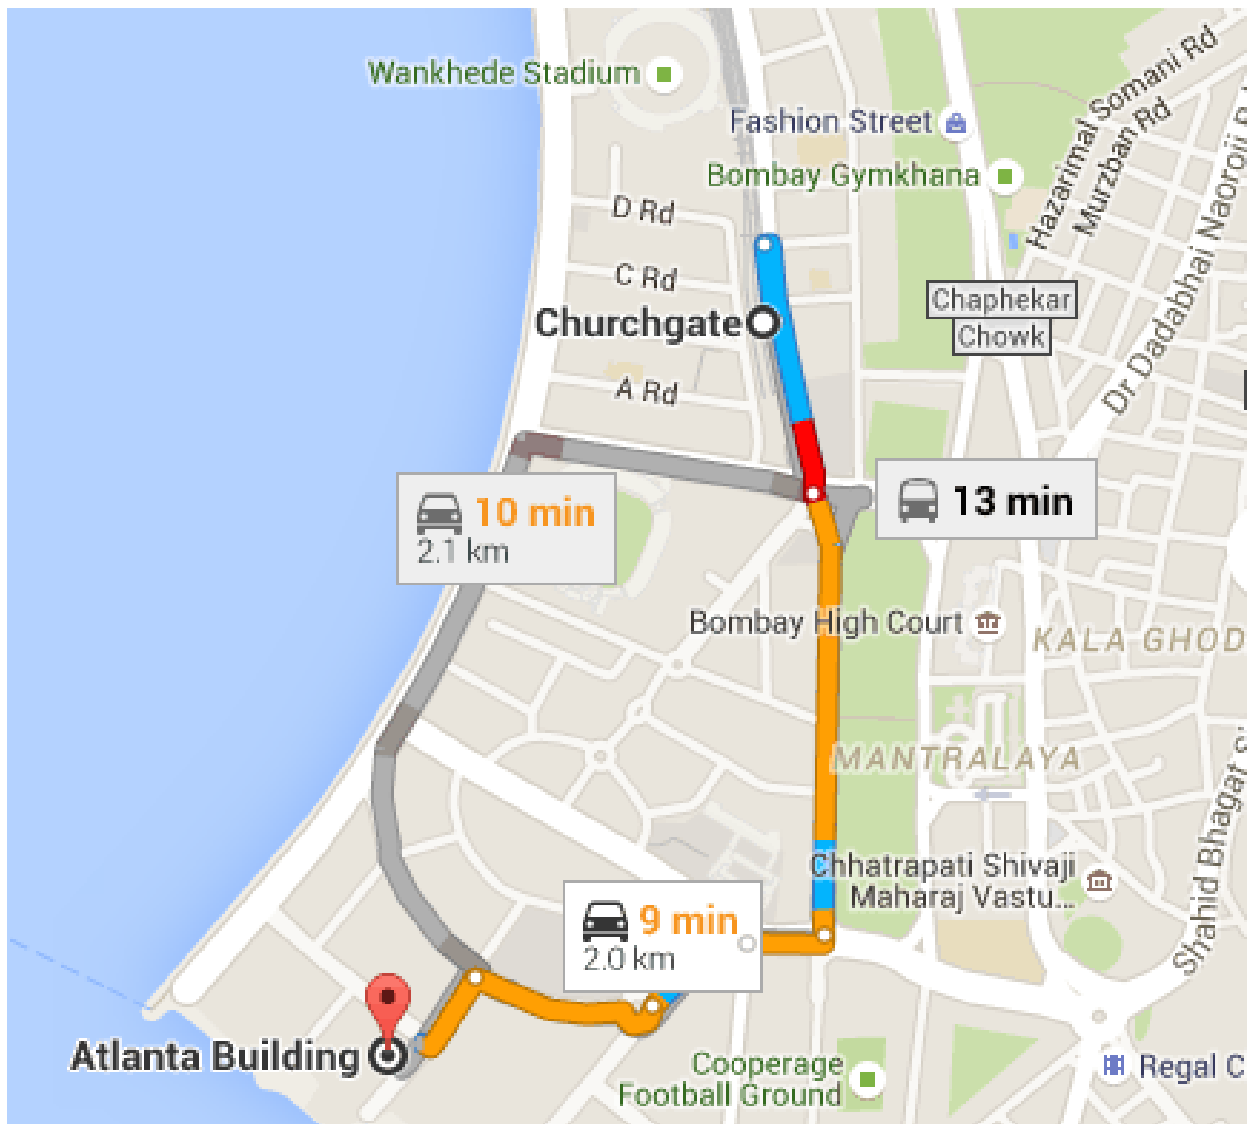 Wankhede Stadium
Fashion Street
Bombay Gymkhana
Hazarimal Somani Rd
Murzban Rd
Dr Dadabhai Naoroji
D Rd
C Rd
Churchgate
Chaphekar
Chowk
A Rd
10 min
2.1 km
13 min
Bombay High Court
KALA GHOD
MANTRALAYA
Chhatrapati Shivaji
Maharaj Vastu...
Shahid Bhagat
9 min
2.0 km
Atlanta Building
Cooperage
Football Ground
Regal C